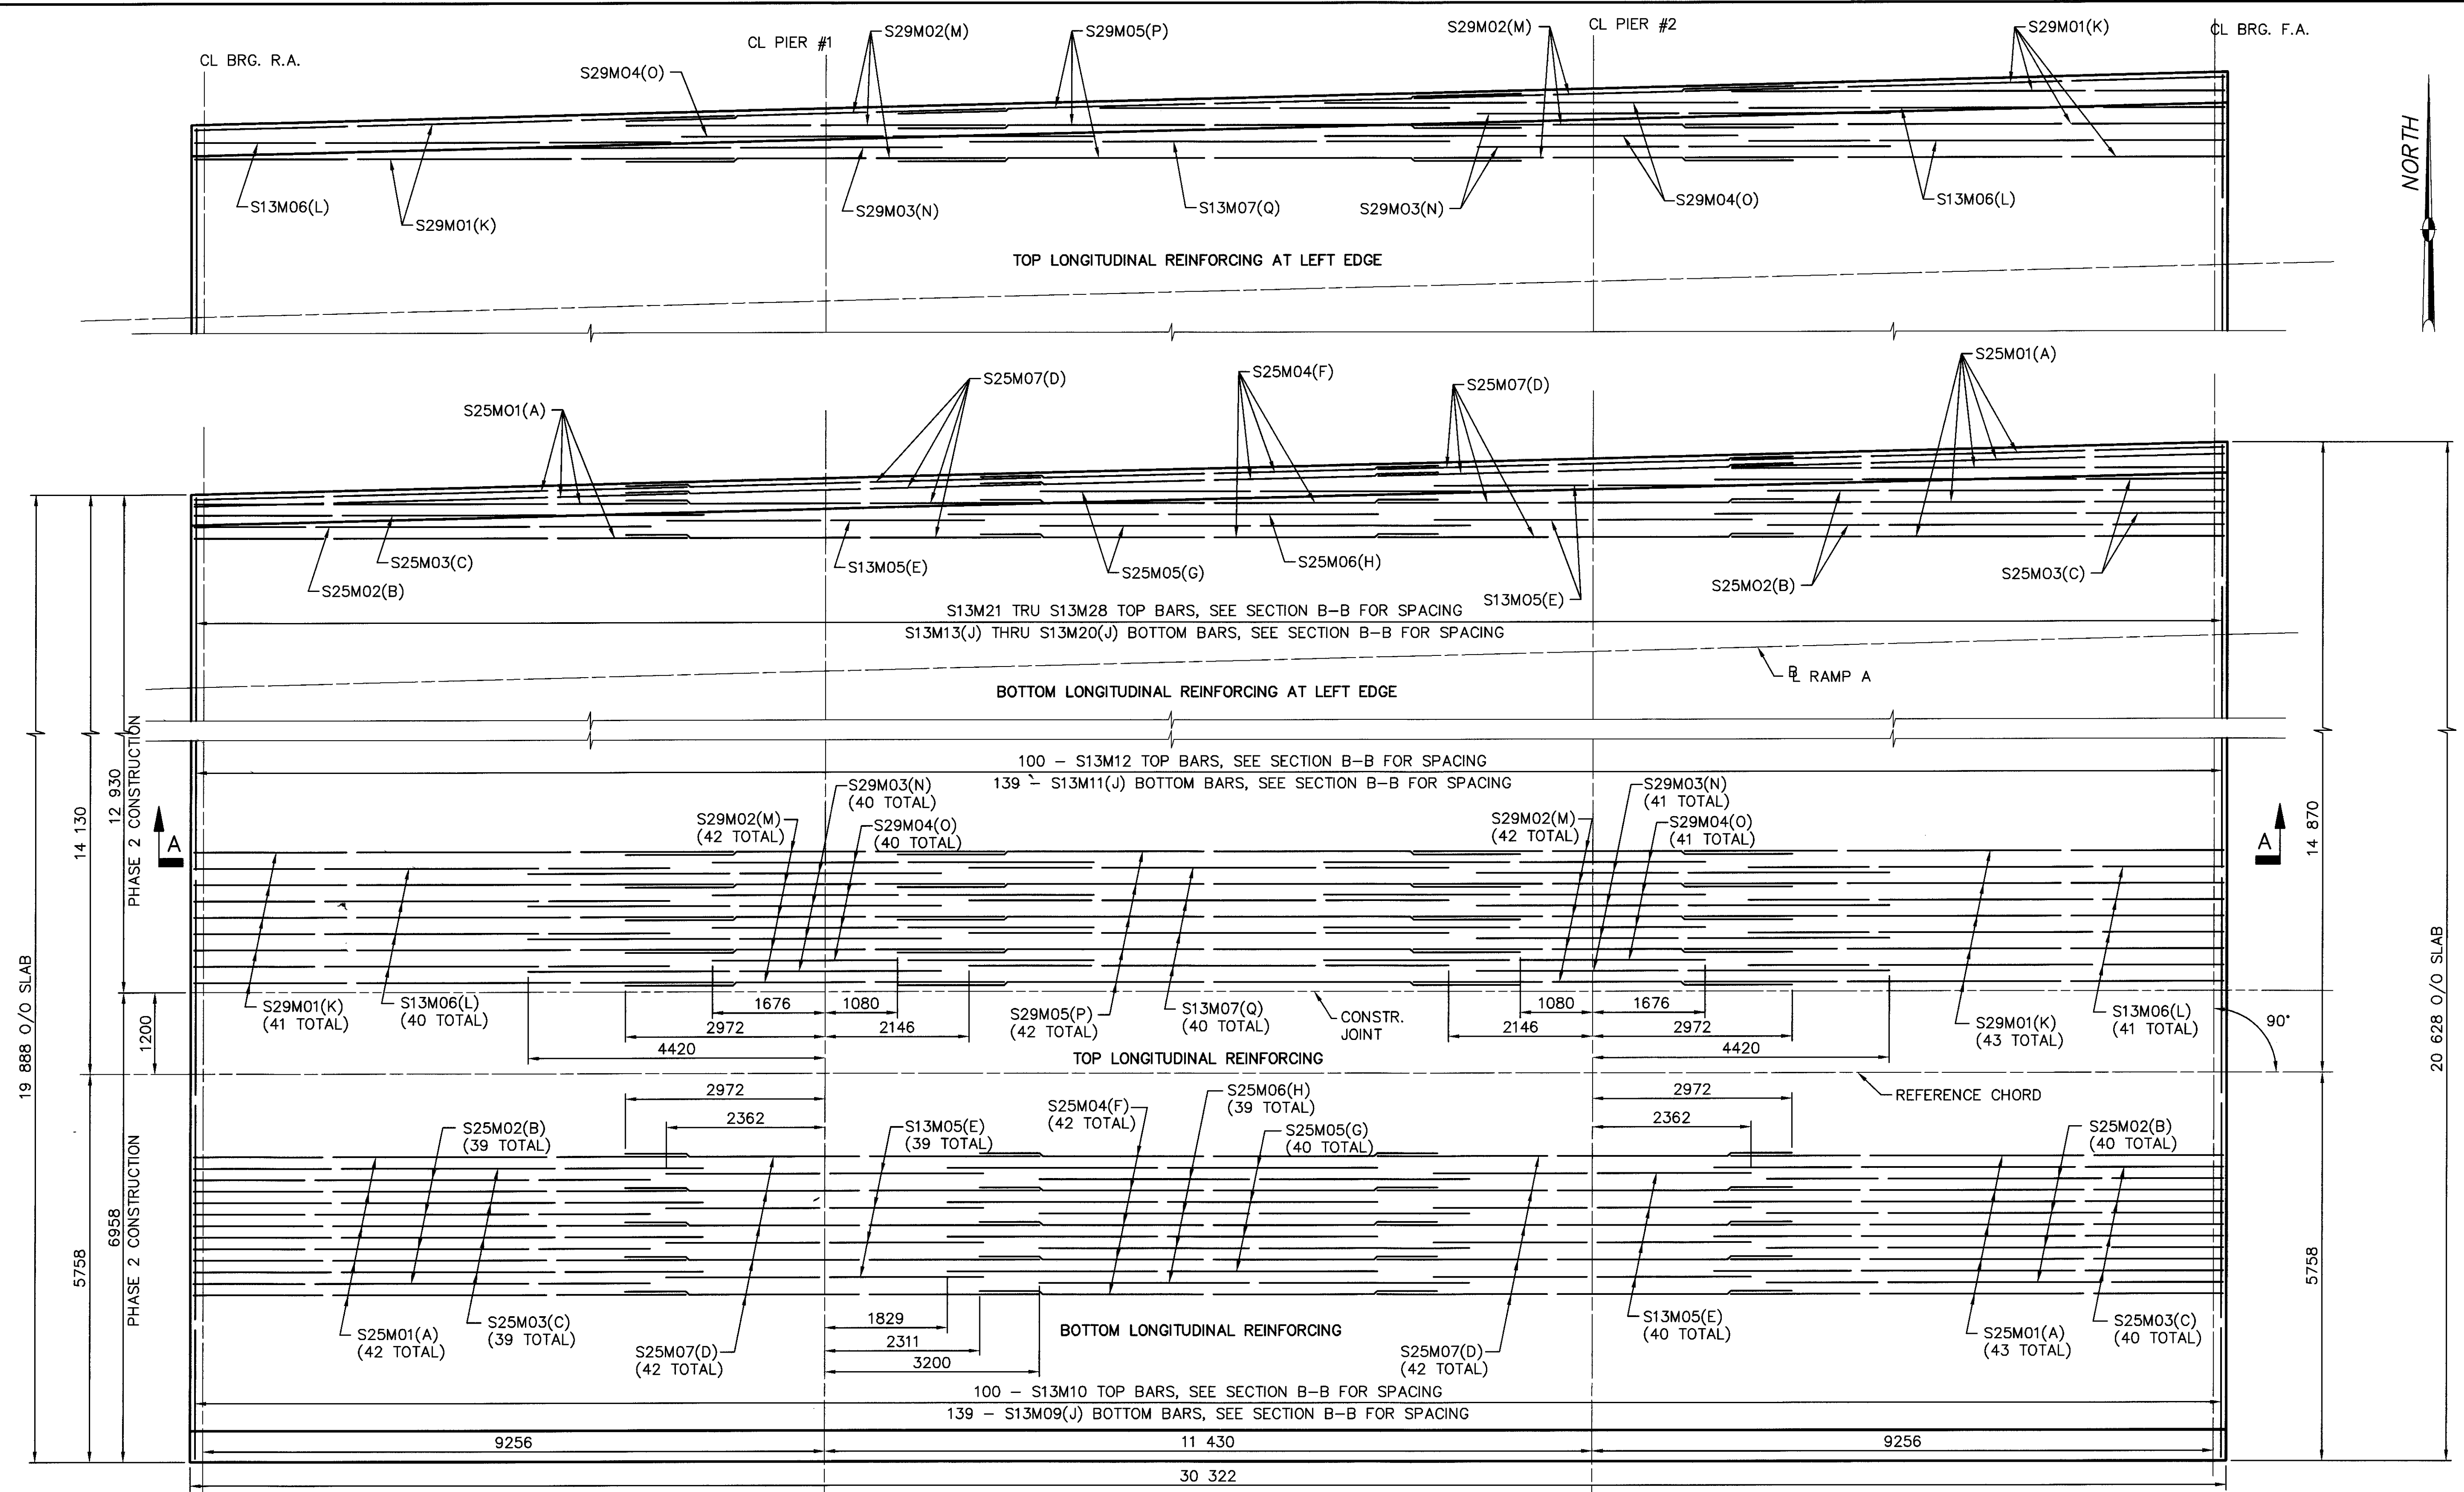 CL BRG. R.A.
CL PIER #1
S29M04(O)
S29M02(M)
S29M05(P)
S29M02(M)
CL PIER #2
S29M01(K)
CL BRG. F.A.
NORTH
S13M06(L)
S29M01(K)
S29M03(N)
S13M07(Q)
S29M03(N)
S29M04(O)
S13M06(L)
TOP LONGITUDINAL REINFORCING AT LEFT EDGE
S25M01(A)
S25M07(D)
S25M04(F)
S25M07(D)
S25M01(A)
S25M02(B)
S25M03(C)
S13M05(E)
S25M05(G)
S25M06(H)
S13M05(E)
S25M02(B)
S25M03(C)
S13M21 TRU S13M28 TOP BARS, SEE SECTION B-B FOR SPACING
S13M13(J) THRU S13M20(J) BOTTOM BARS, SEE SECTION B-B FOR SPACING
BL RAMP A
BOTTOM LONGITUDINAL REINFORCING AT LEFT EDGE
100 - S13M12 TOP BARS, SEE SECTION B-B FOR SPACING
139 - S13M11(J) BOTTOM BARS, SEE SECTION B-B FOR SPACING
19 888 O/O SLAB
14 130
12 930
PHASE 2 CONSTRUCTION
A
S29M02(M)
(42 TOTAL)
S29M03(N)
(40 TOTAL)
S29M04(O)
(40 TOTAL)
S29M02(M)
(42 TOTAL)
S29M03(N)
(41 TOTAL)
S29M04(O)
(41 TOTAL)
A
14 870
20 628 O/O SLAB
S29M01(K)
(41 TOTAL)
S13M06(L)
(40 TOTAL)
1676
1080
2972
2146
4420
S29M05(P)
(42 TOTAL)
S13M07(Q)
(40 TOTAL)
CONSTR.
JOINT
1080
1676
2146
2972
4420
S29M01(K)
(43 TOTAL)
S13M06(L)
(41 TOTAL)
90°
1200
TOP LONGITUDINAL REINFORCING
REFERENCE CHORD
2972
2362
2972
2362
S25M02(B)
(39 TOTAL)
S13M05(E)
(39 TOTAL)
S25M04(F)
(42 TOTAL)
S25M06(H)
(39 TOTAL)
S25M05(G)
(40 TOTAL)
S25M02(B)
(40 TOTAL)
5758
6958
PHASE 2 CONSTRUCTION
5758
S25M01(A)
(42 TOTAL)
S25M03(C)
(39 TOTAL)
S25M07(D)
(42 TOTAL)
1829
2311
3200
BOTTOM LONGITUDINAL REINFORCING
S25M07(D)
(42 TOTAL)
S13M05(E)
(40 TOTAL)
S25M01(A)
(43 TOTAL)
S25M03(C)
(40 TOTAL)
100 - S13M10 TOP BARS, SEE SECTION B-B FOR SPACING
139 - S13M09(J) BOTTOM BARS, SEE SECTION B-B FOR SPACING
9256
11 430
9256
30 322